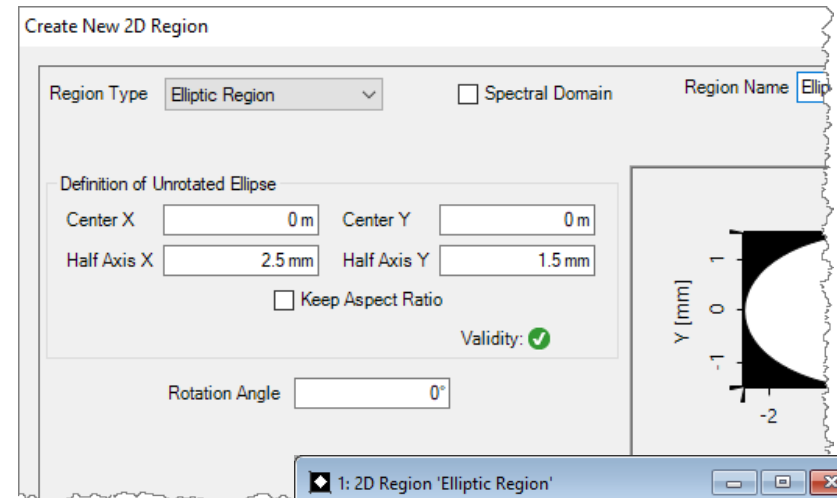 Create New 2D Region
Region Type Elliptic Region Spectral Domain Region Name Ellip
Definition of Unrotated Ellipse
Center X 0 m Center Y 0 m
Half Axis X 2.5 mm Half Axis Y 1.5 mm
Keep Aspect Ratio
Validity:
Rotation Angle 0°
Y [mm]
1
0
-1
-2
1: 2D Region 'Elliptic Region'